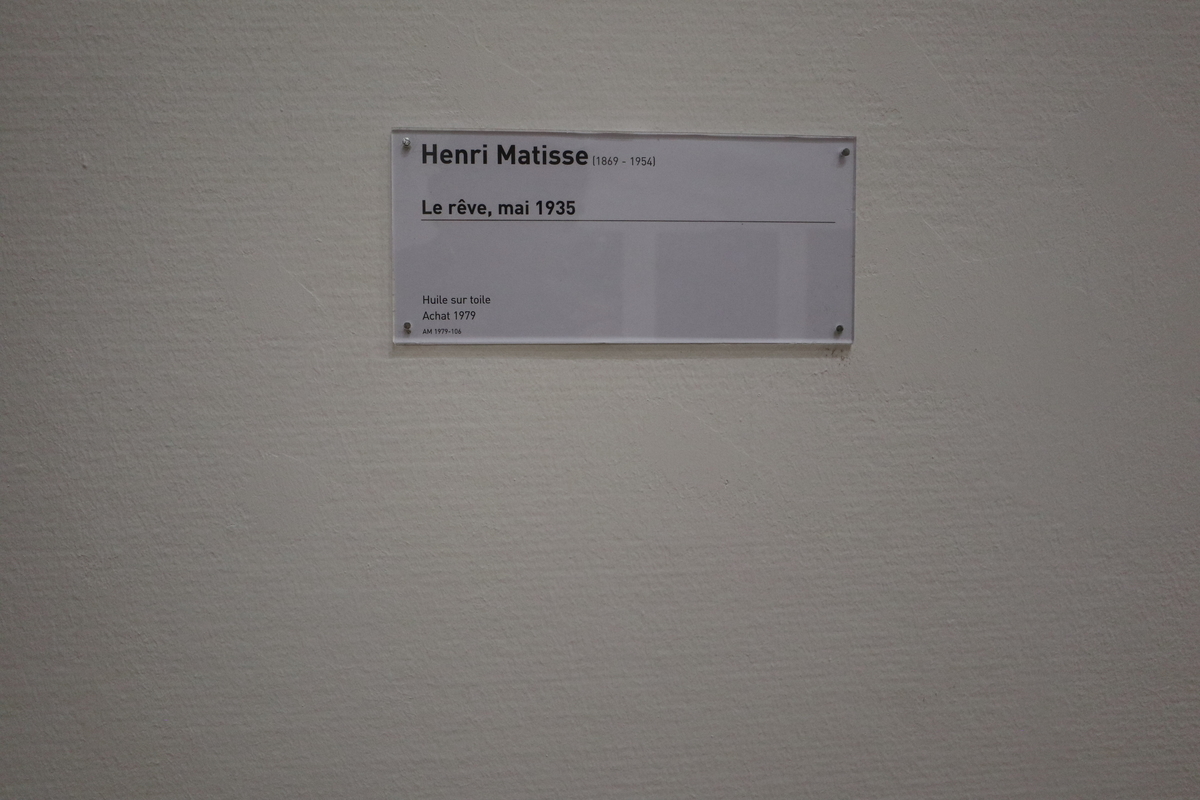 Henri Matisse (1869 - 1954)
Le rêve, mai 1935
Huile sur toile
Achat 1979
AM 1979-106